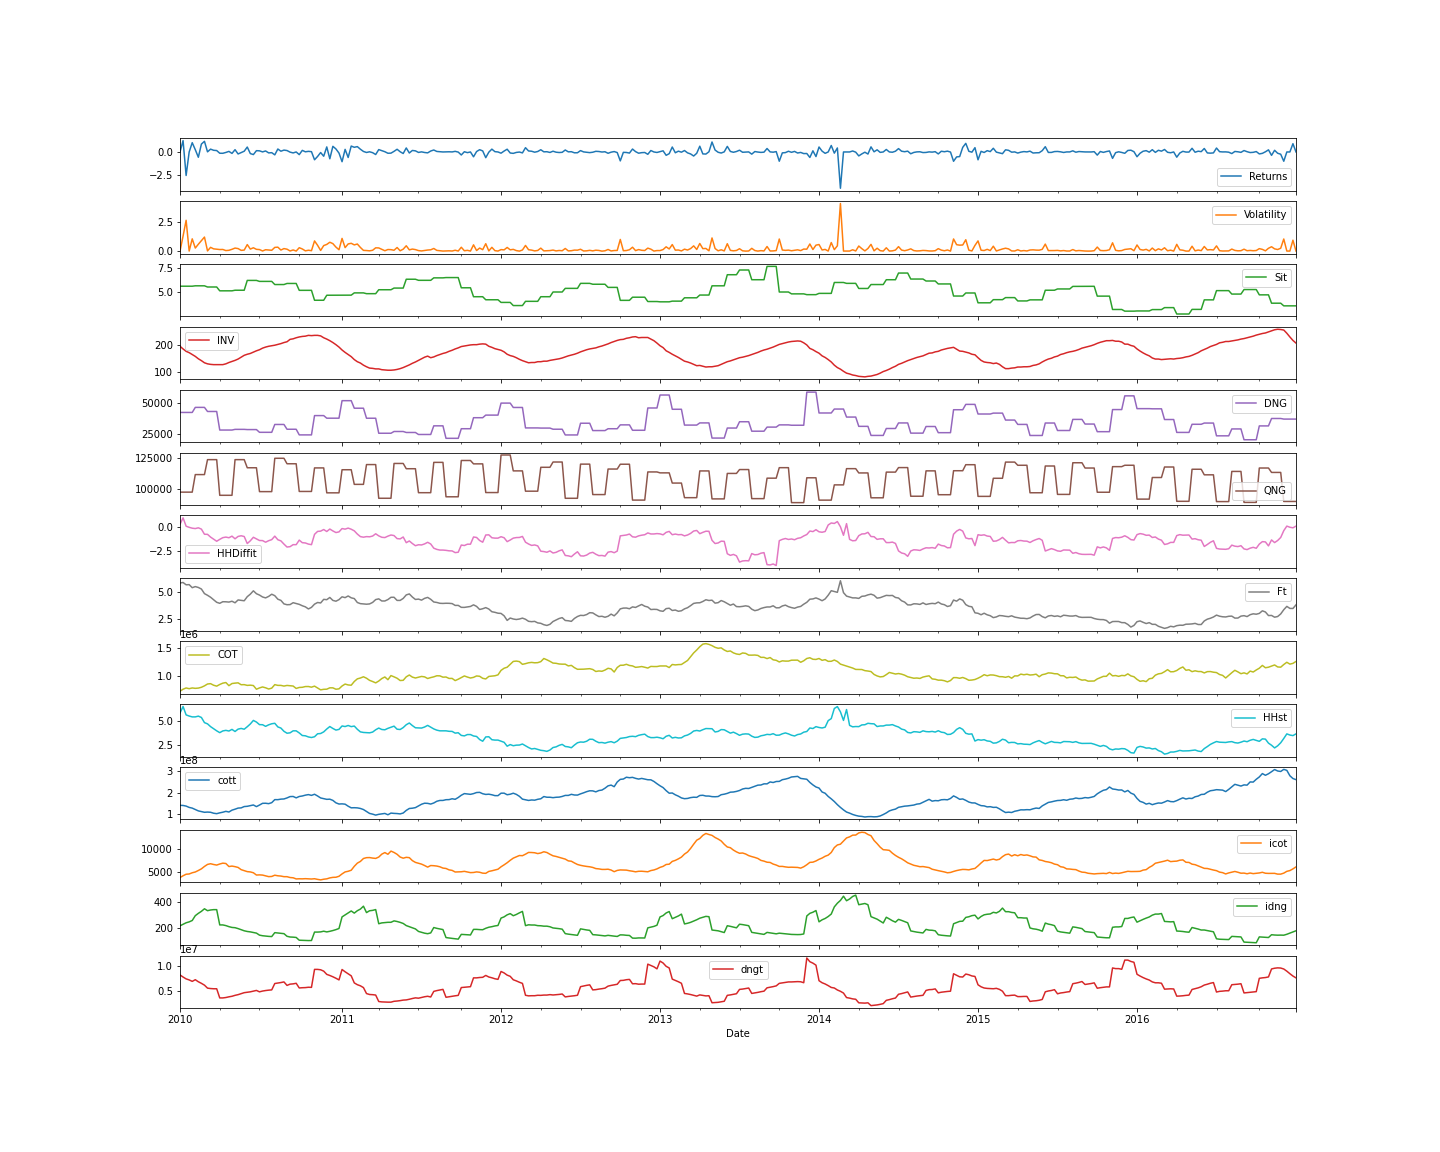 0.0
−2.5
Returns
2.5
0.0
Volatility
7.5
5.0
Sit
200
100
INV
50000
25000
DNG
125000
100000
QNG
0.0
−2.5
HHDiffit
5.0
2.5
Ft
1e6
1.5
1.0
COT
5.0
2.5
HHst
1e8
3
2
1
cott
10000
5000
icot
400
200
idng
1e7
1.0
0.5
dngt
2010 2011 2012 2013 2014 2015 2016
Date